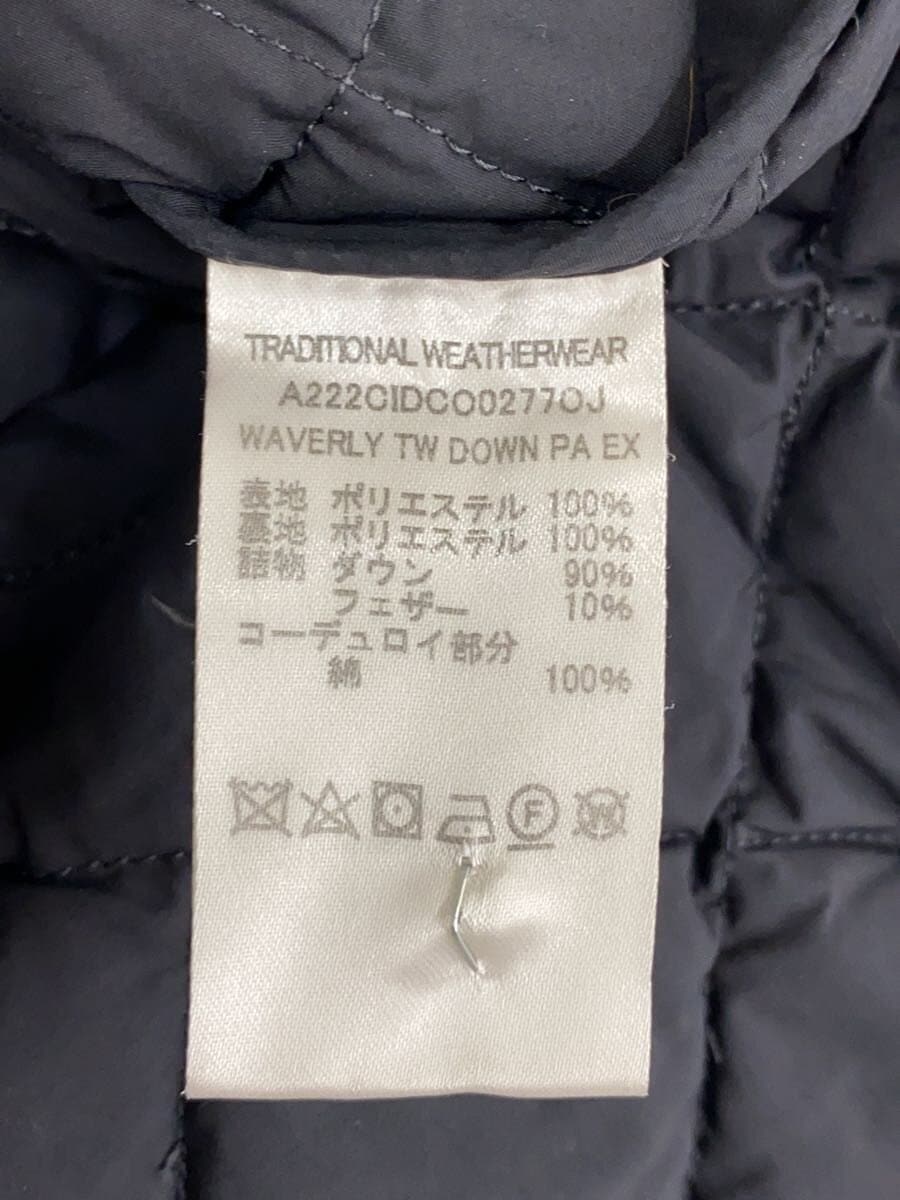 TRADITIONAL WEATHERWEAR
A222CIDCO0277OJ
WAVERLY TW DOWN PA EX
表地 ポリエステル 100%
裏地 ポリエステル 100%
詰物 ダウン 90%
フェザー 10%
コーデュロイ部分
綿 100%
F
W